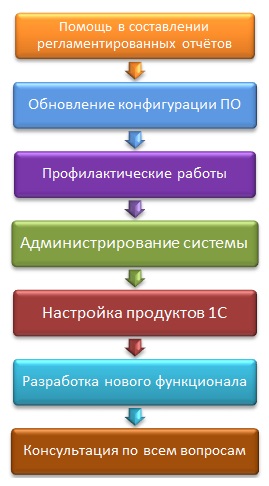 Помощь в составлении
регламентированных отчётов
Обновление конфигурации ПО
Профилактические работы
Администрирование системы
Настройка продуктов 1С
Разработка нового функционала
Консультация по всем вопросам